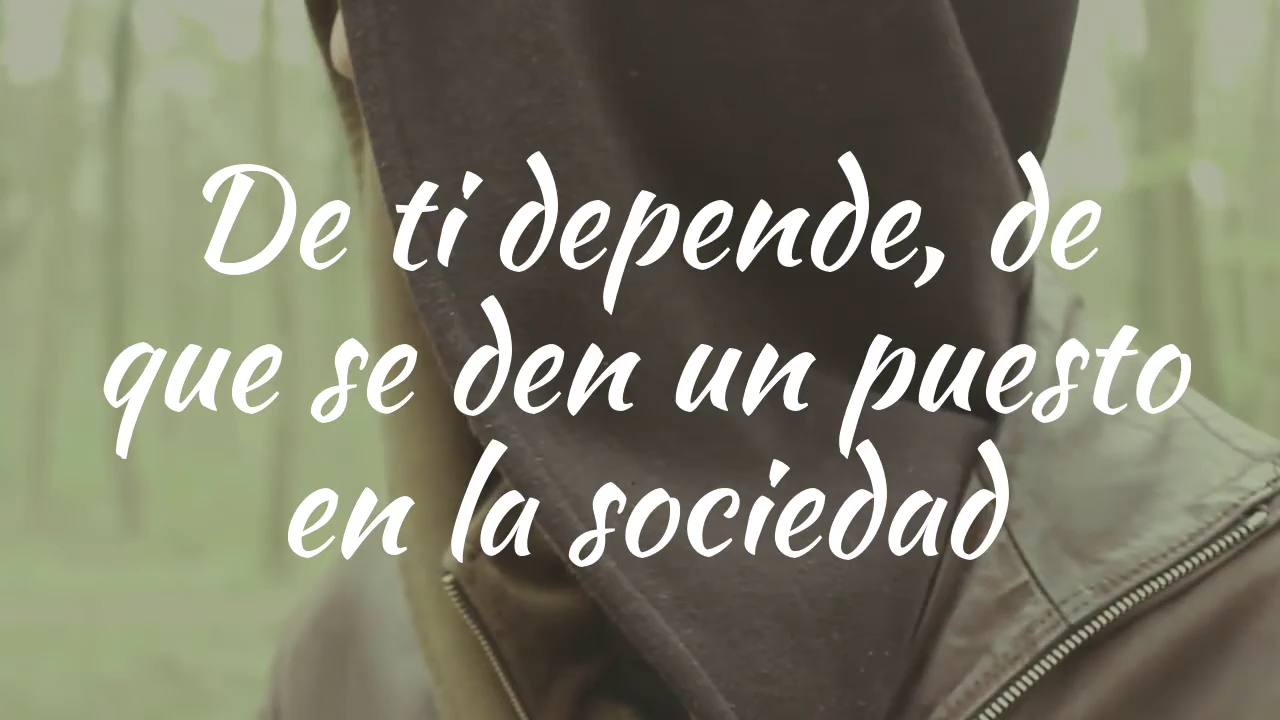 De ti depende, de
que se den un puesto
en la sociedad